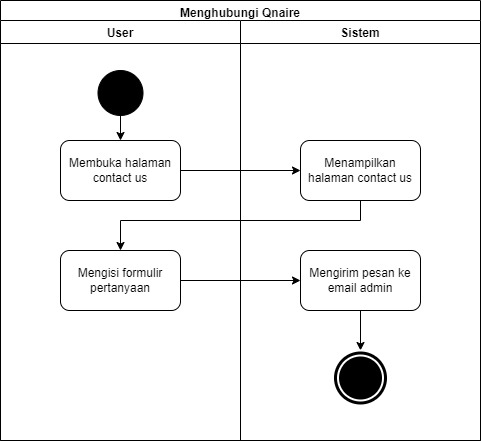 Menghubungi Qnaire
User
Sistem
Membuka halaman
contact us
Menampilkan
halaman contact us
Mengisi formulir
pertanyaan
Mengirim pesan ke
email admin